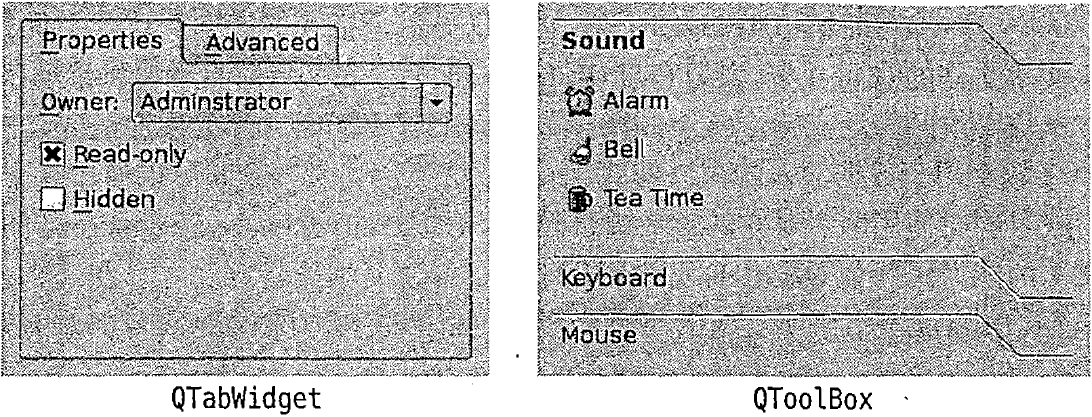 Properties Advanced
Owner: Adminstrator
Read-only
Hidden
QTabWidget
Sound
Alarm
Bell
Tea Time
Keyboard
Mouse
QToolBox